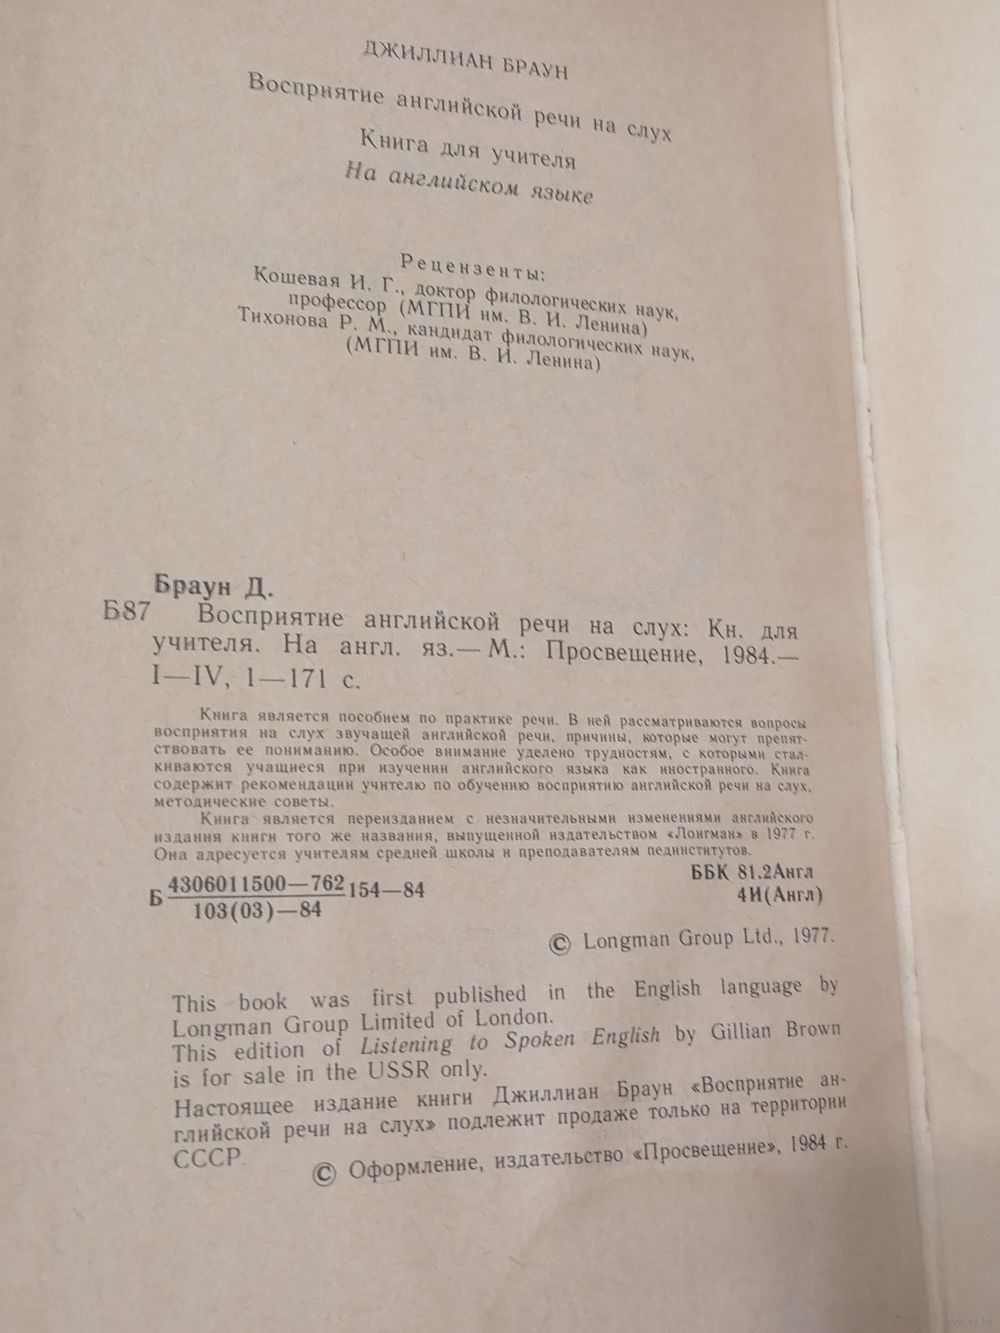 ДЖИЛЛИАН БРАУН
Восприятие английской речи на слух
Книга для учителя
На английском языке
Рецензенты:
Кошевая И. Г., доктор филологических наук,
профессор (МГПИ им. В. И. Ленина)
Тихонова Р. М., кандидат филологических наук,
(МГПИ им. В. И. Ленина)
Браун Д.
Б87 Восприятие английской речи на слух: Кн. для
учителя. На англ. яз.— М.: Просвещение, 1984.—
I—IV, 1—171 с.
Книга является пособием по практике речи. В ней рассматриваются вопросы
восприятия на слух звучащей английской речи, причины, которые могут препят-
ствовать ее пониманию. Особое внимание уделено трудностям, с которыми стал-
киваются учащиеся при изучении английского языка как иностранного. Книга
содержит рекомендации учителю по обучению восприятию английской речи на слух,
методические советы.
Книга является переизданием с незначительными изменениями английского
издания книги того же названия, выпущенной издательством «Лонгман» в 1977 г.
Она адресуется учителям средней школы и преподавателям пединститутов.
Б 4306011500—762 154—84
103(03)—84
ББК 81.2Англ
4И(Англ)
© Longman Group Ltd., 1977.
This book was first published in the English language by
Longman Group Limited of London.
This edition of Listening to Spoken English by Gillian Brown
is for sale in the USSR only.
Настоящее издание книги Джиллиан Браун «Восприятие ан-
глийской речи на слух» подлежит продаже только на территории
СССР
© Оформление, издательство «Просвещение», 1984 г.
www.ay.by